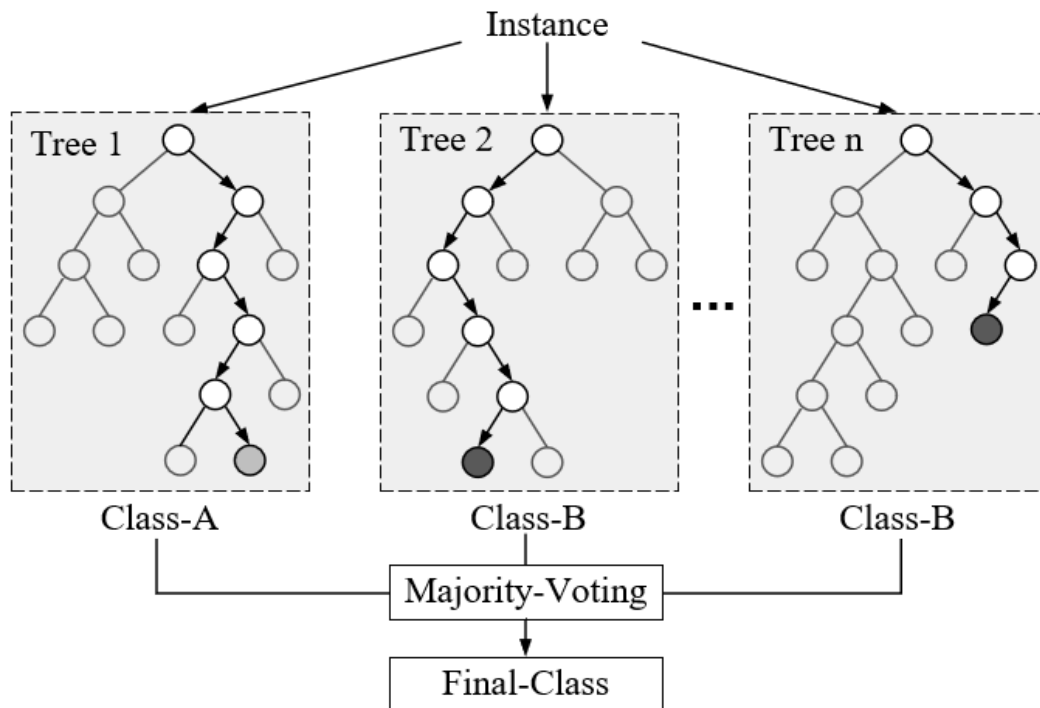 Instance
Tree 1
Tree 2
Tree n
...
Class-A
Class-B
Class-B
Majority-Voting
Final-Class